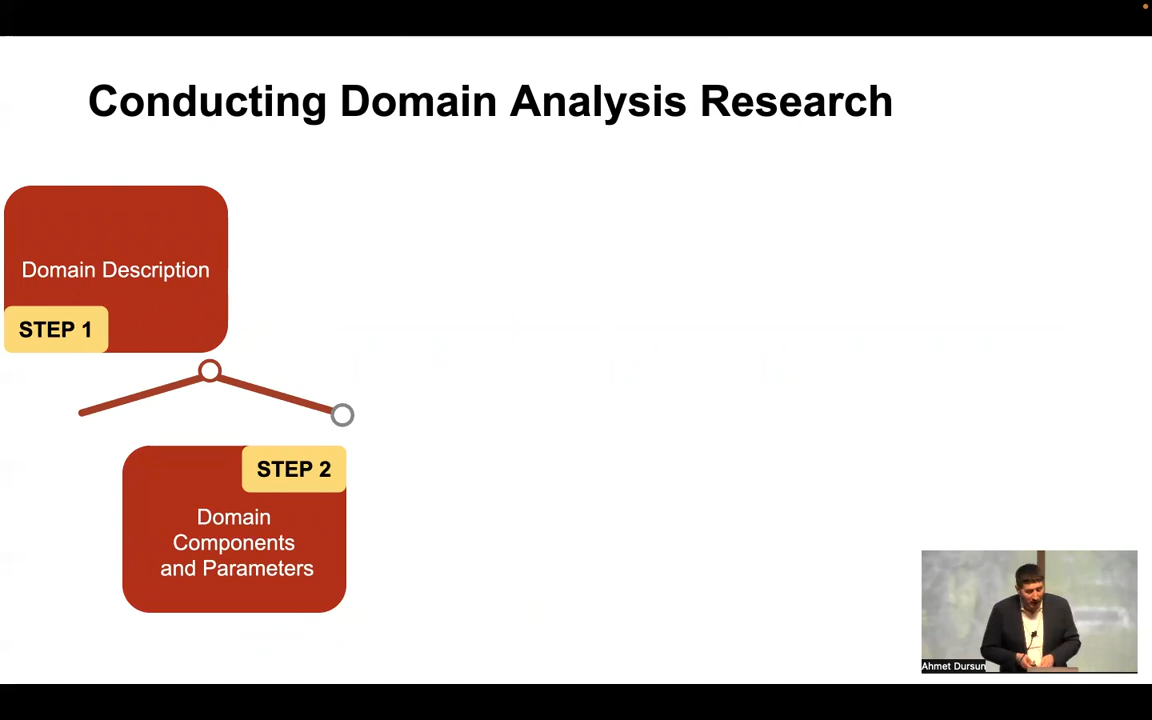 Conducting Domain Analysis Research
Domain Description
STEP 1
STEP 2
Domain
Components
and Parameters
Ahmet Dursun